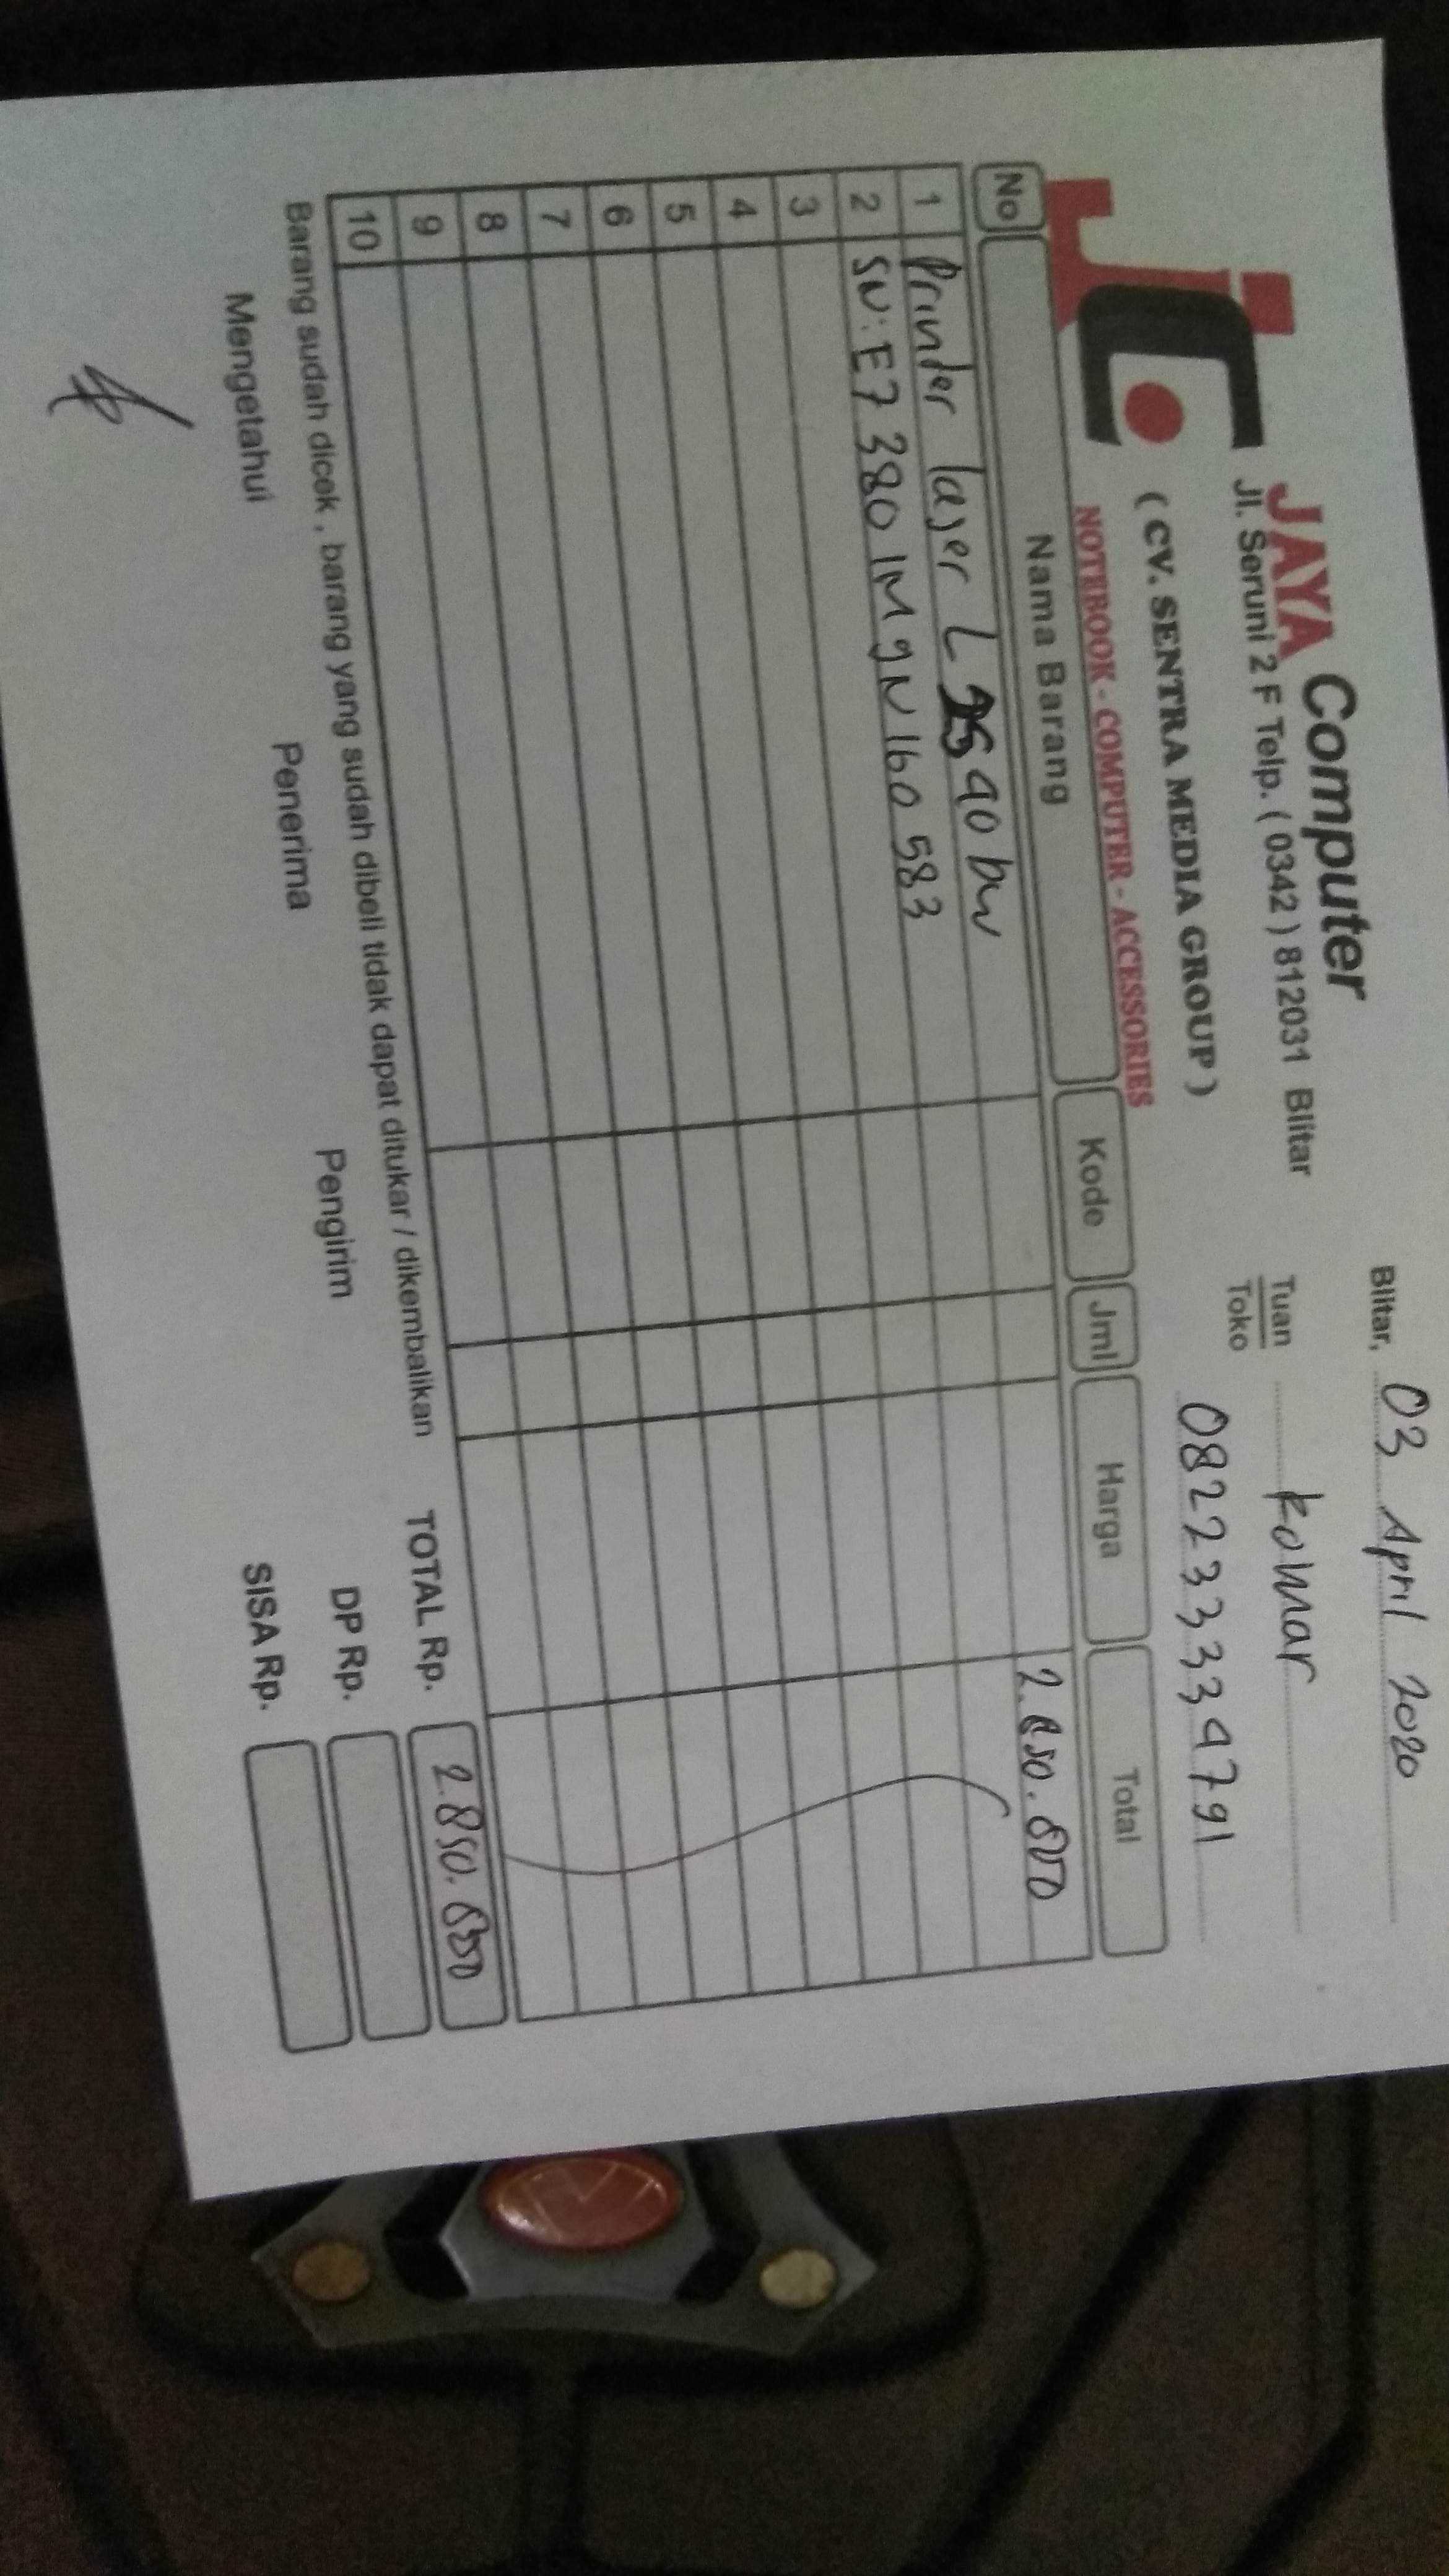 JC
JAYA Computer
Jl. Seruni 2 F Telp. ( 0342 ) 812031 Blitar
( CV. SENTRA MEDIA GROUP )
NOTEBOOK - COMPUTER - ACCESSORIES
Blitar, 03 April 2020
Tuan Komar
Toko 082233334791
No Nama Barang Kode Jml Harga Total
1 Printer laser L 2540 bw 2.850.000
2 SN: E73801M9N160583
3
4
5
6
7
8
9
10
Barang sudah dicek , barang yang sudah dibeli tidak dapat ditukar / dikembalikan
TOTAL Rp. 2.850.000
DP Rp.
SISA Rp.
Mengetahui Penerima Pengirim